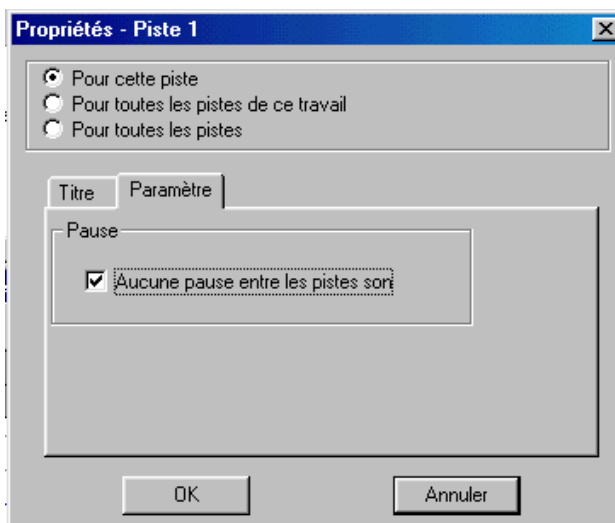 Propriétés - Piste 1
Pour cette piste
Pour toutes les pistes de ce travail
Pour toutes les pistes
Titre Paramètre
Pause
Aucune pause entre les pistes son
OK Annuler